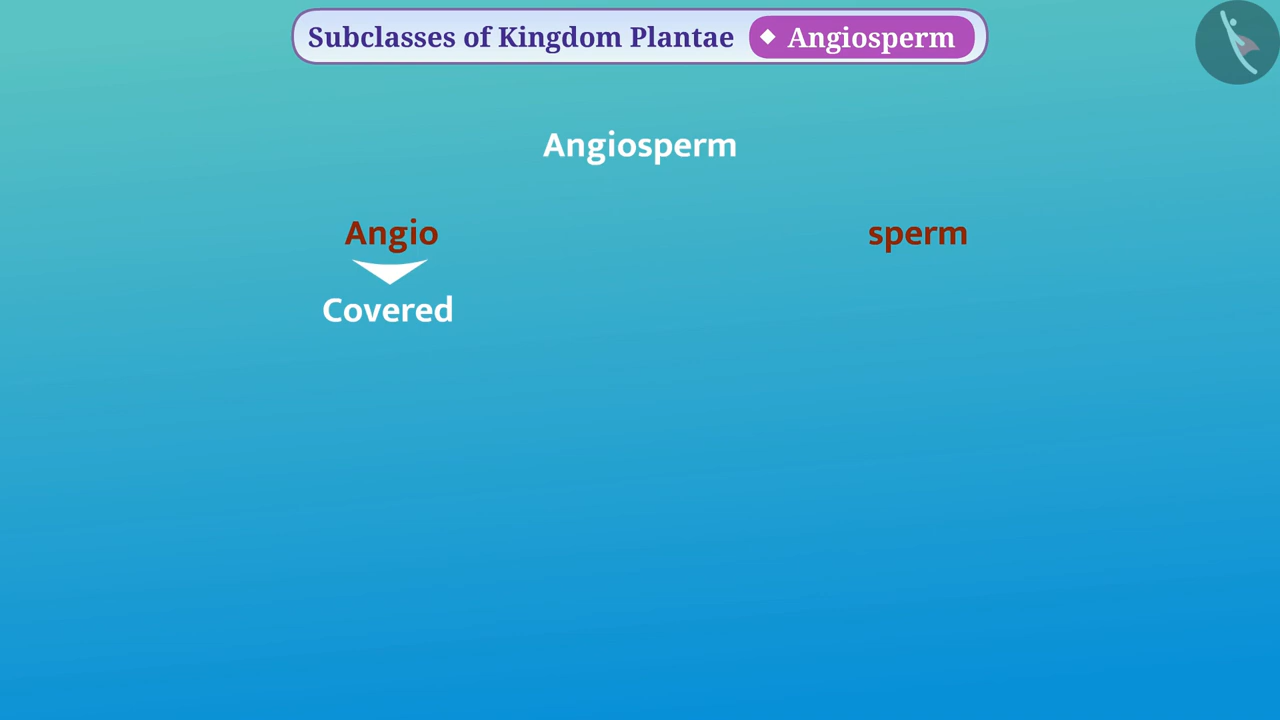 Subclasses of Kingdom Plantae ◆ Angiosperm
Angiosperm
Angio sperm
Covered